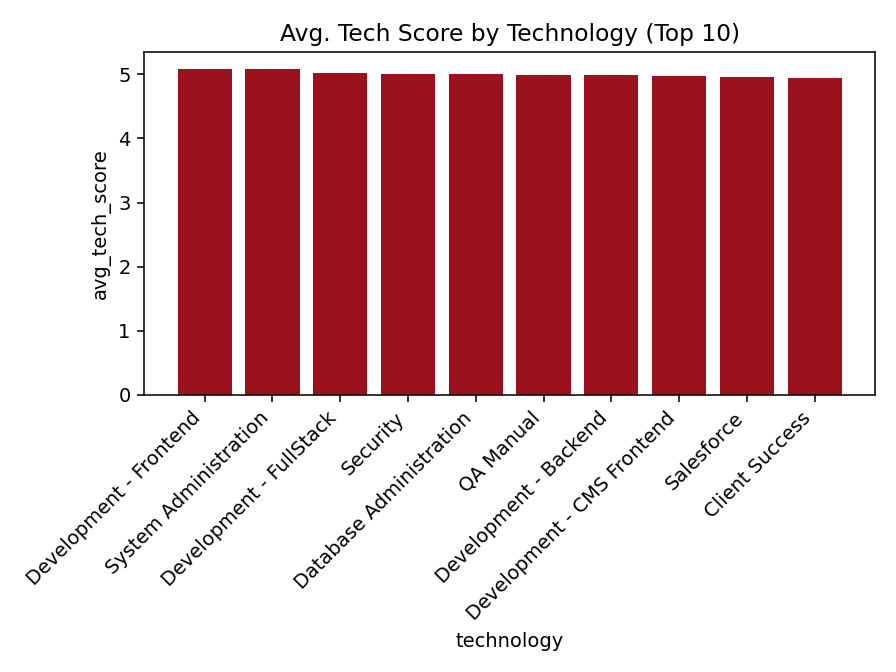 Avg. Tech Score by Technology (Top 10)
avg_tech_score
5
4
3
2
1
0
Development - Frontend
System Administration
Development - FullStack
Security
Database Administration
QA Manual
Development - Backend
Development - CMS Frontend
Salesforce
Client Success
technology